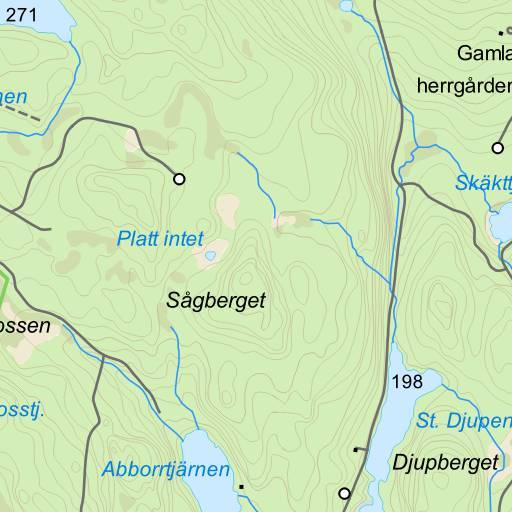 271
Gamla
herrgården
Skäktt
Platt intet
Sågberget
ossen
198
osstj.
St. Djupen
Abborrtjärnen
Djupberget